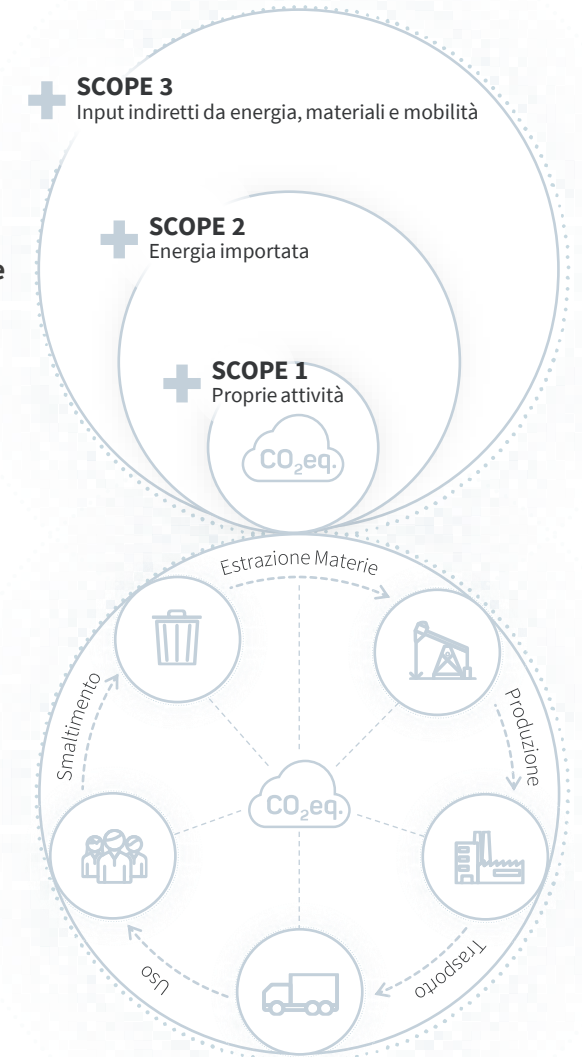 SCOPE 3
Input indiretti da energia, materiali e mobilità
SCOPE 2
Energia importata
e
SCOPE 1
Proprie attività
CO₂eq.
Estrazione Materie
Smaltimento
Produzione
CO₂eq.
Uso
Trasporto